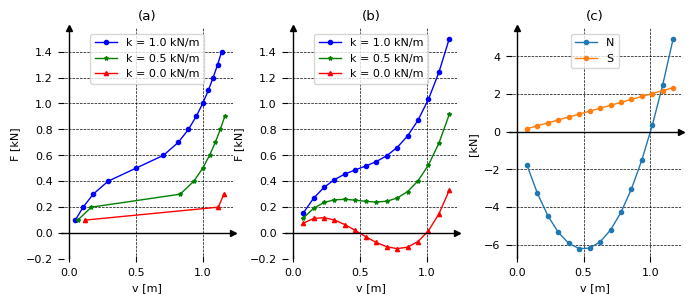 (a)
F [kN]
1.4
1.2
1.0
0.8
0.6
0.4
0.2
0.0
−0.2
k = 1.0 kN/m
k = 0.5 kN/m
k = 0.0 kN/m
0.0 0.5 1.0
v [m]
(b)
F [kN]
1.4
1.2
1.0
0.8
0.6
0.4
0.2
0.0
−0.2
k = 1.0 kN/m
k = 0.5 kN/m
k = 0.0 kN/m
0.0 0.5 1.0
v [m]
(c)
[kN]
4
2
0
−2
−4
−6
N
S
0.0 0.5 1.0
v [m]